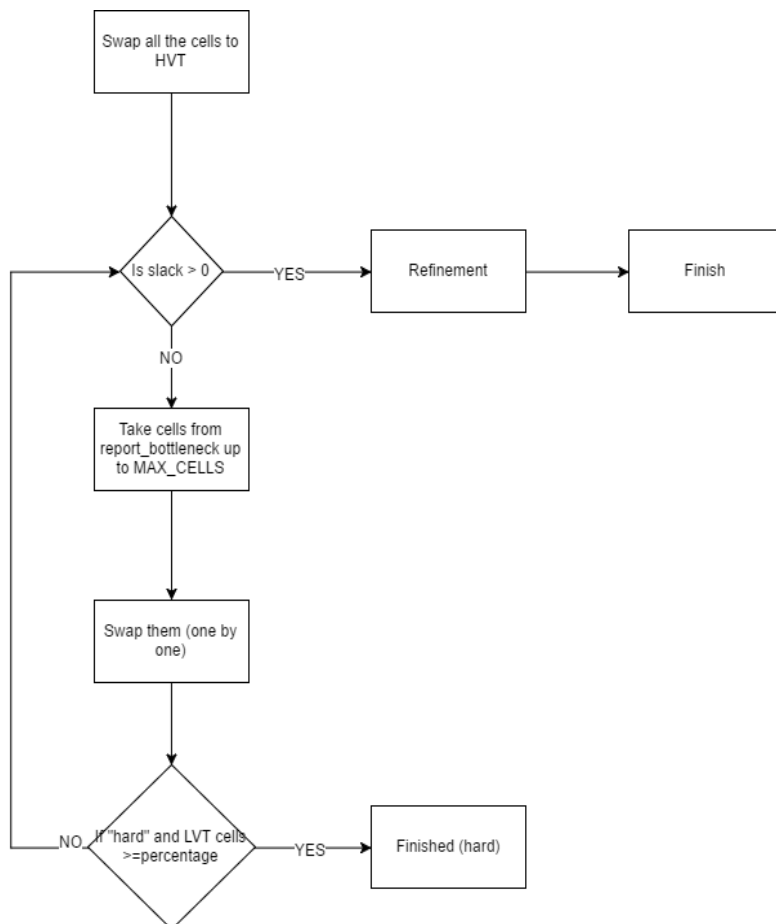 Swap all the cells to
HVT
Is slack > 0
YES
Refinement
Finish
NO
Take cells from
report_bottleneck up
to MAX_CELLS
Swap them (one by
one)
If "hard" and LVT cells
>=percentage
NO
YES
Finished (hard)